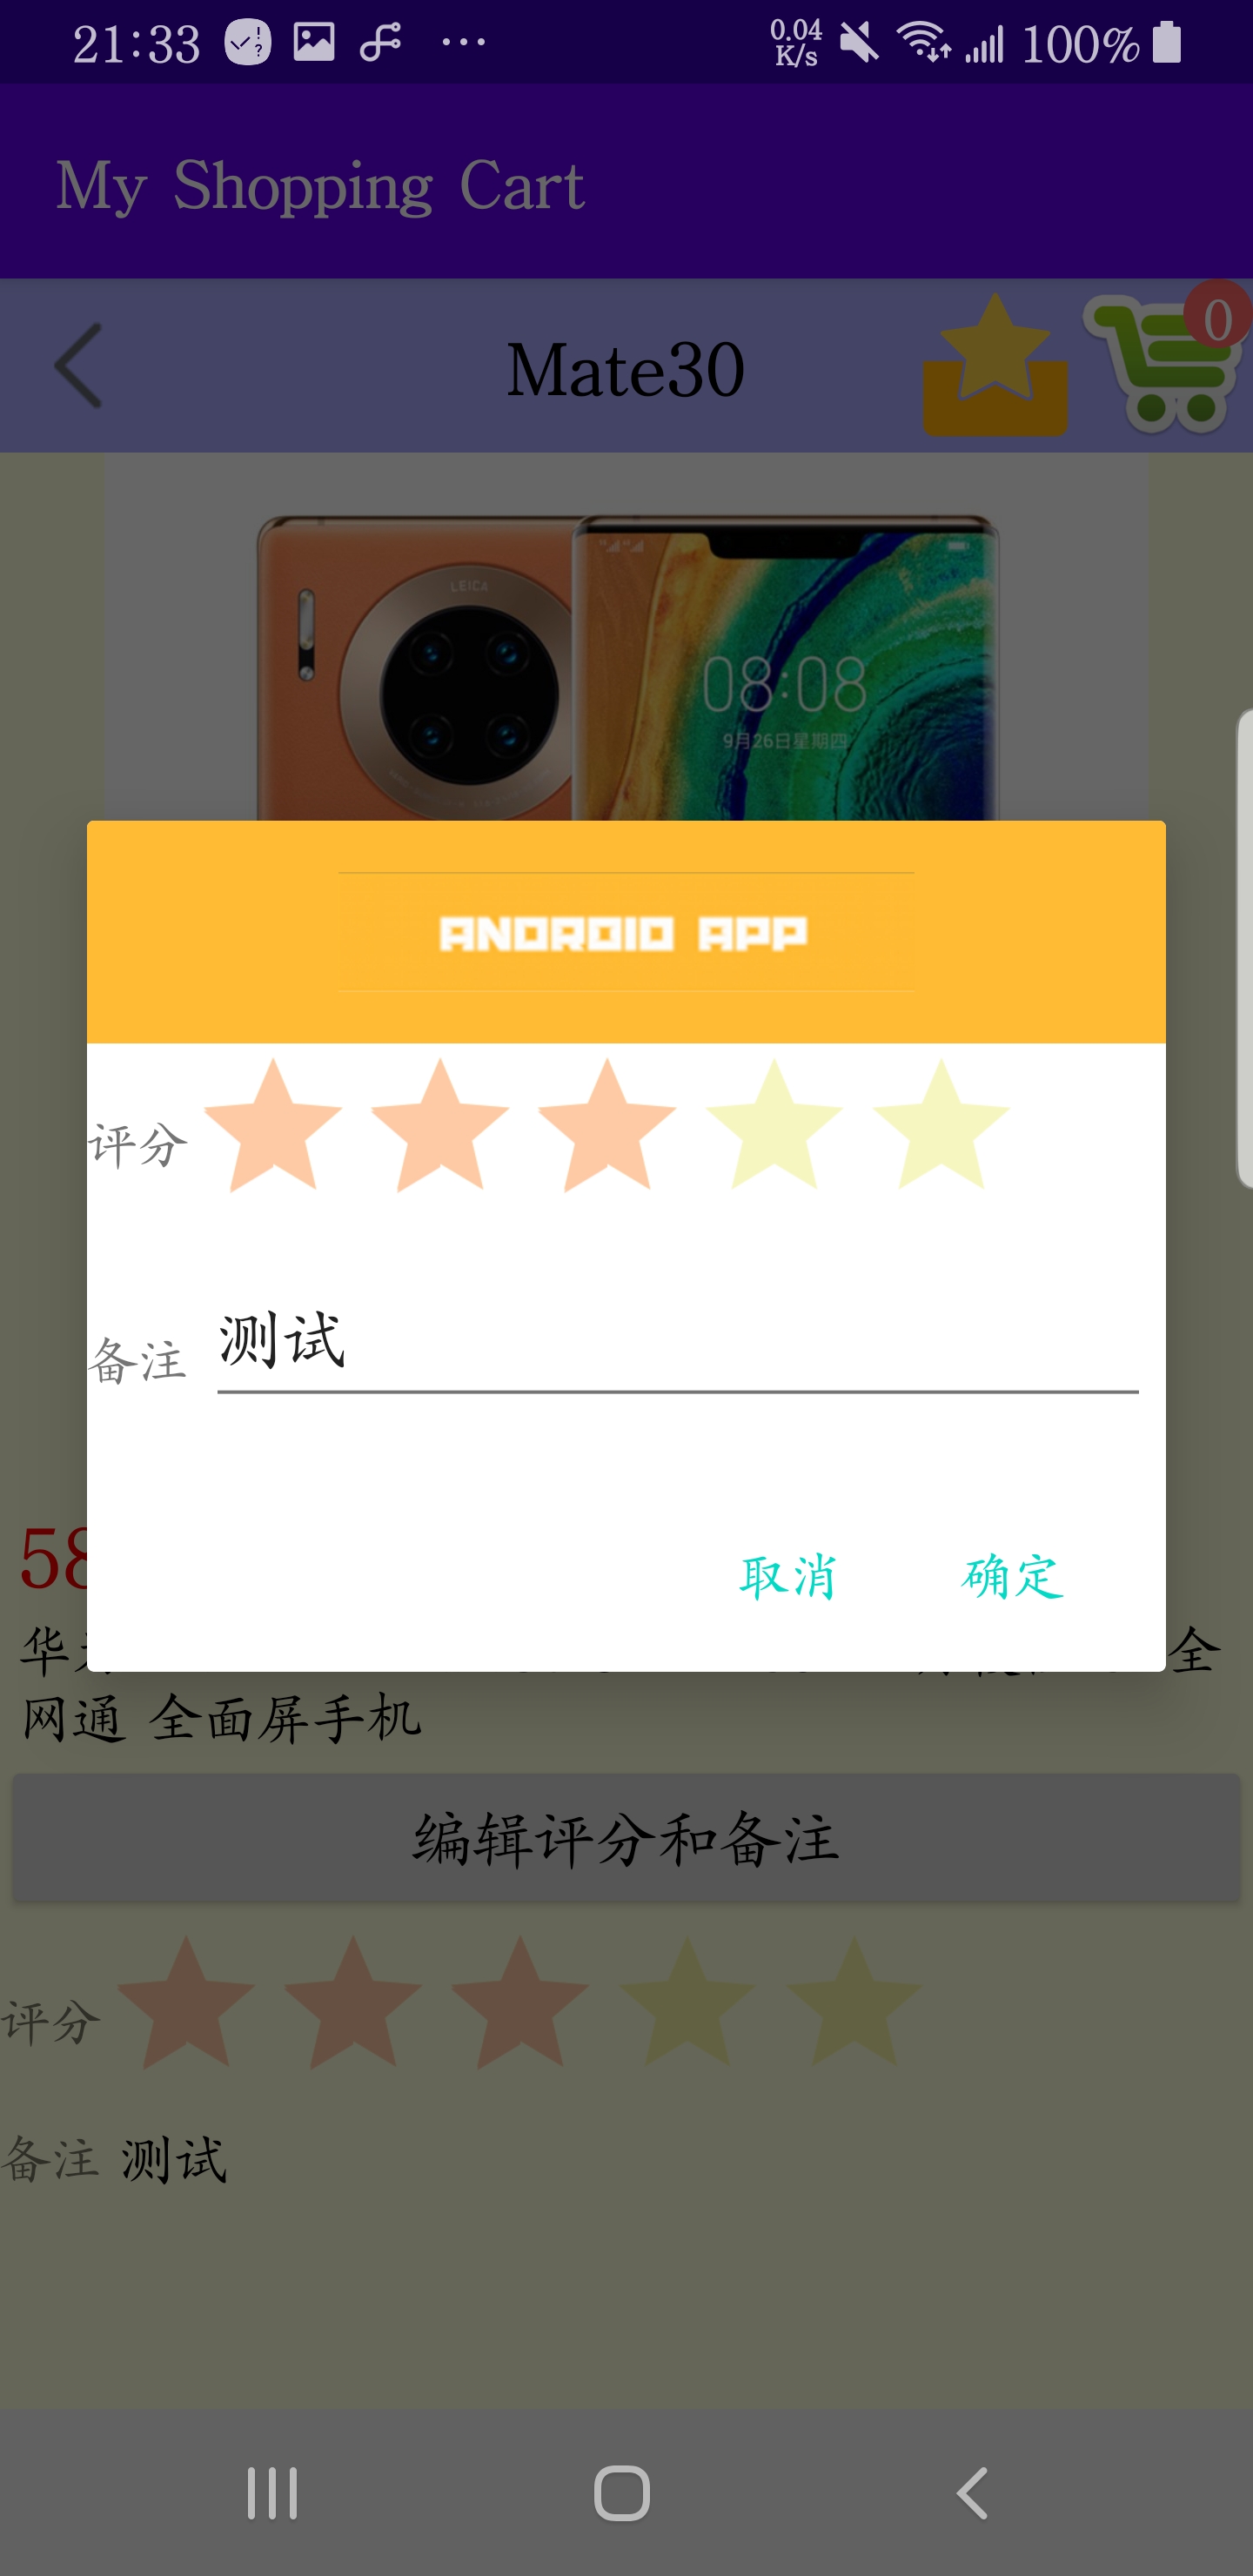 21:33
0.04
K/s
100%
My Shopping Cart
Mate30
0
LEICA
08:08
9月26日星期四
ANDROID APP
评分
备注
测试
取消
确定
58
华
全
网通 全面屏手机
编辑评分和备注
评分
备注 测试